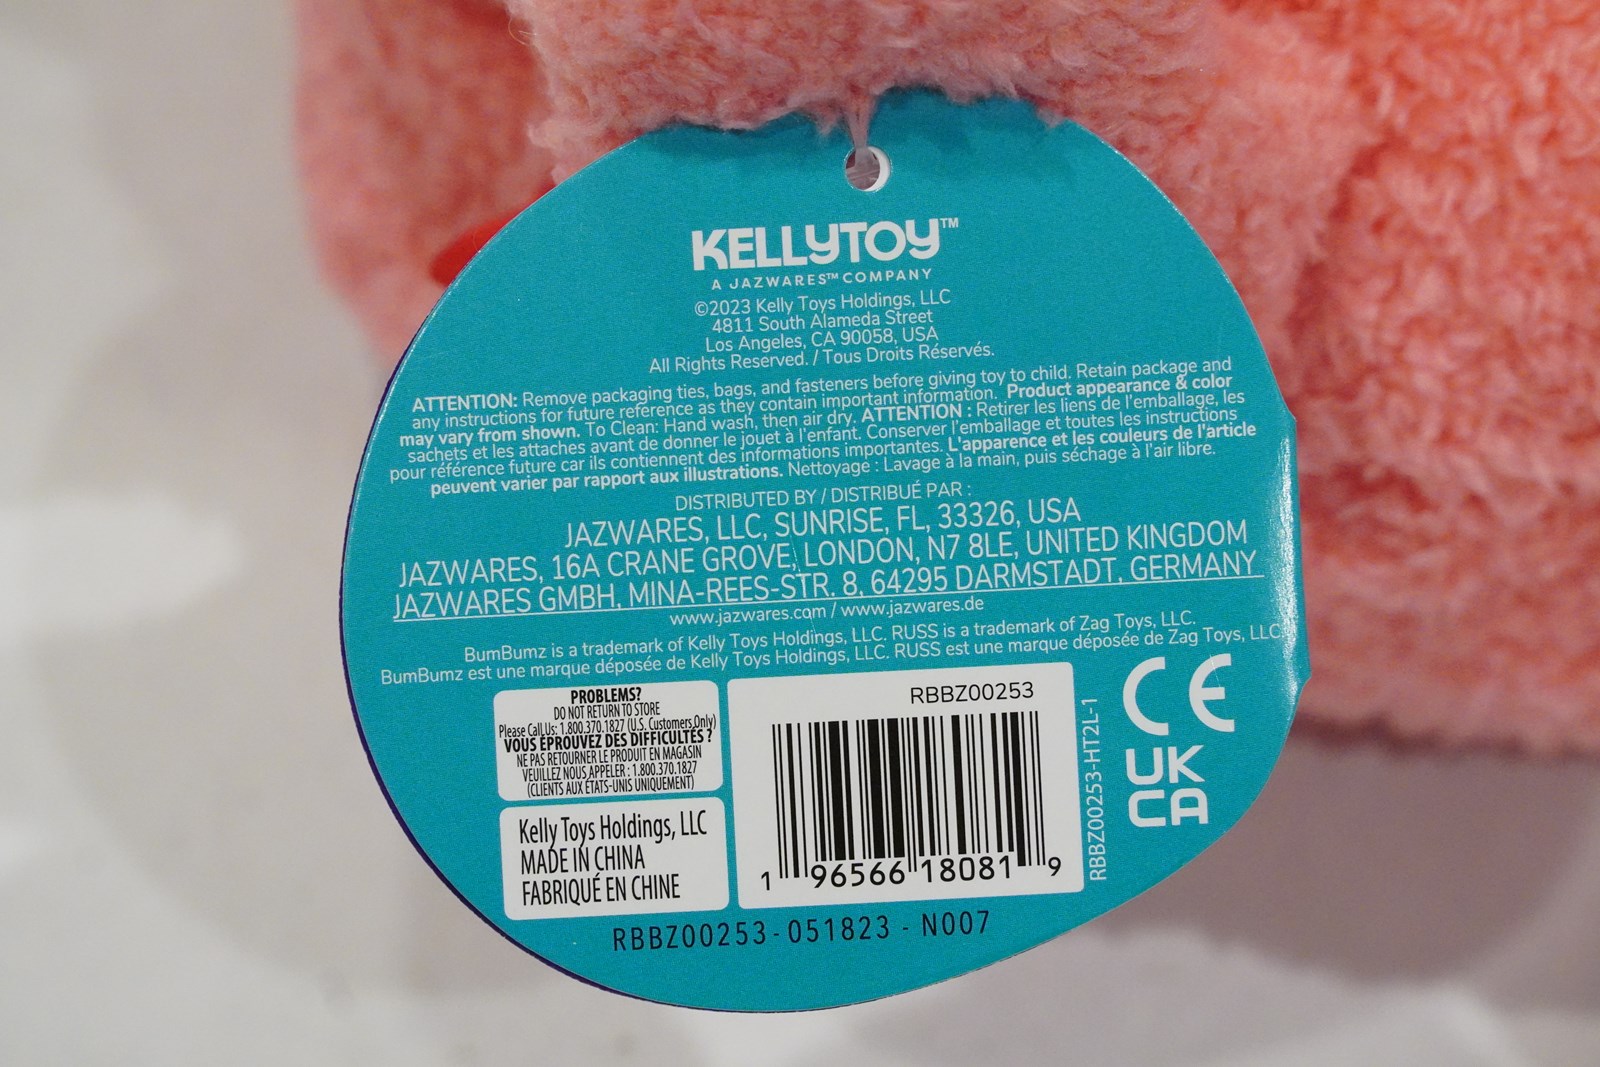 KELLYTOY™
A JAZWARES™ COMPANY
©2023 Kelly Toys Holdings, LLC
4811 South Alameda Street
Los Angeles, CA 90058, USA
All Rights Reserved. / Tous Droits Réservés.
ATTENTION: Remove packaging ties, bags, and fasteners before giving toy to child. Retain package and
any instructions for future reference as they contain important information. Product appearance & color
may vary from shown. To Clean: Hand wash, then air dry. ATTENTION : Retirer les liens de l'emballage, les
sachets et les attaches avant de donner le jouet à l'enfant. Conserver l'emballage et toutes les instructions
pour référence future car ils contiennent des informations importantes. L'apparence et les couleurs de l'article
peuvent varier par rapport aux illustrations. Nettoyage : Lavage à la main, puis séchage à l'air libre.
DISTRIBUTED BY / DISTRIBUÉ PAR :
JAZWARES, LLC, SUNRISE, FL, 33326, USA
JAZWARES, 16A CRANE GROVE, LONDON, N7 8LE, UNITED KINGDOM
JAZWARES GMBH, MINA-REES-STR. 8, 64295 DARMSTADT, GERMANY
www.jazwares.com / www.jazwares.de
BumBumz is a trademark of Kelly Toys Holdings, LLC. RUSS is a trademark of Zag Toys, LLC.
BumBumz est une marque déposée de Kelly Toys Holdings, LLC. RUSS est une marque déposée de Zag Toys, LLC
PROBLEMS?
DO NOT RETURN TO STORE
Please Call Us: 1.800.370.1827 (U.S. Customers Only)
VOUS ÉPROUVEZ DES DIFFICULTÉS ?
NE PAS RETOURNER LE PRODUIT EN MAGASIN
VEUILLEZ NOUS APPELER : 1.800.370.1827
(CLIENTS AUX ÉTATS-UNIS UNIQUEMENT)
Kelly Toys Holdings, LLC
MADE IN CHINA
FABRIQUÉ EN CHINE
RBBZ00253
1 96566 18081 9
RBBZ00253-HT2L-1
CE
UK
CA
RBBZ00253-051823 - N007